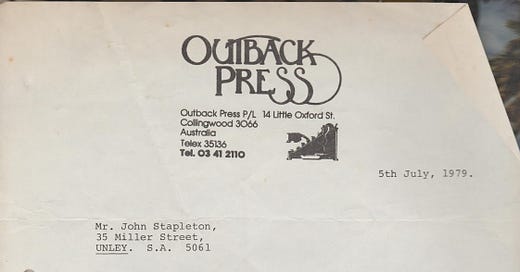 OUTBACK
PRESS
Outback Press P/L 14 Little Oxford St.
Collingwood 3066
Australia
Telex 35136
Tel. 03 41 2110
5th July, 1979.
Mr. John Stapleton,
35 Miller Street,
UNLEY. S.A. 5061